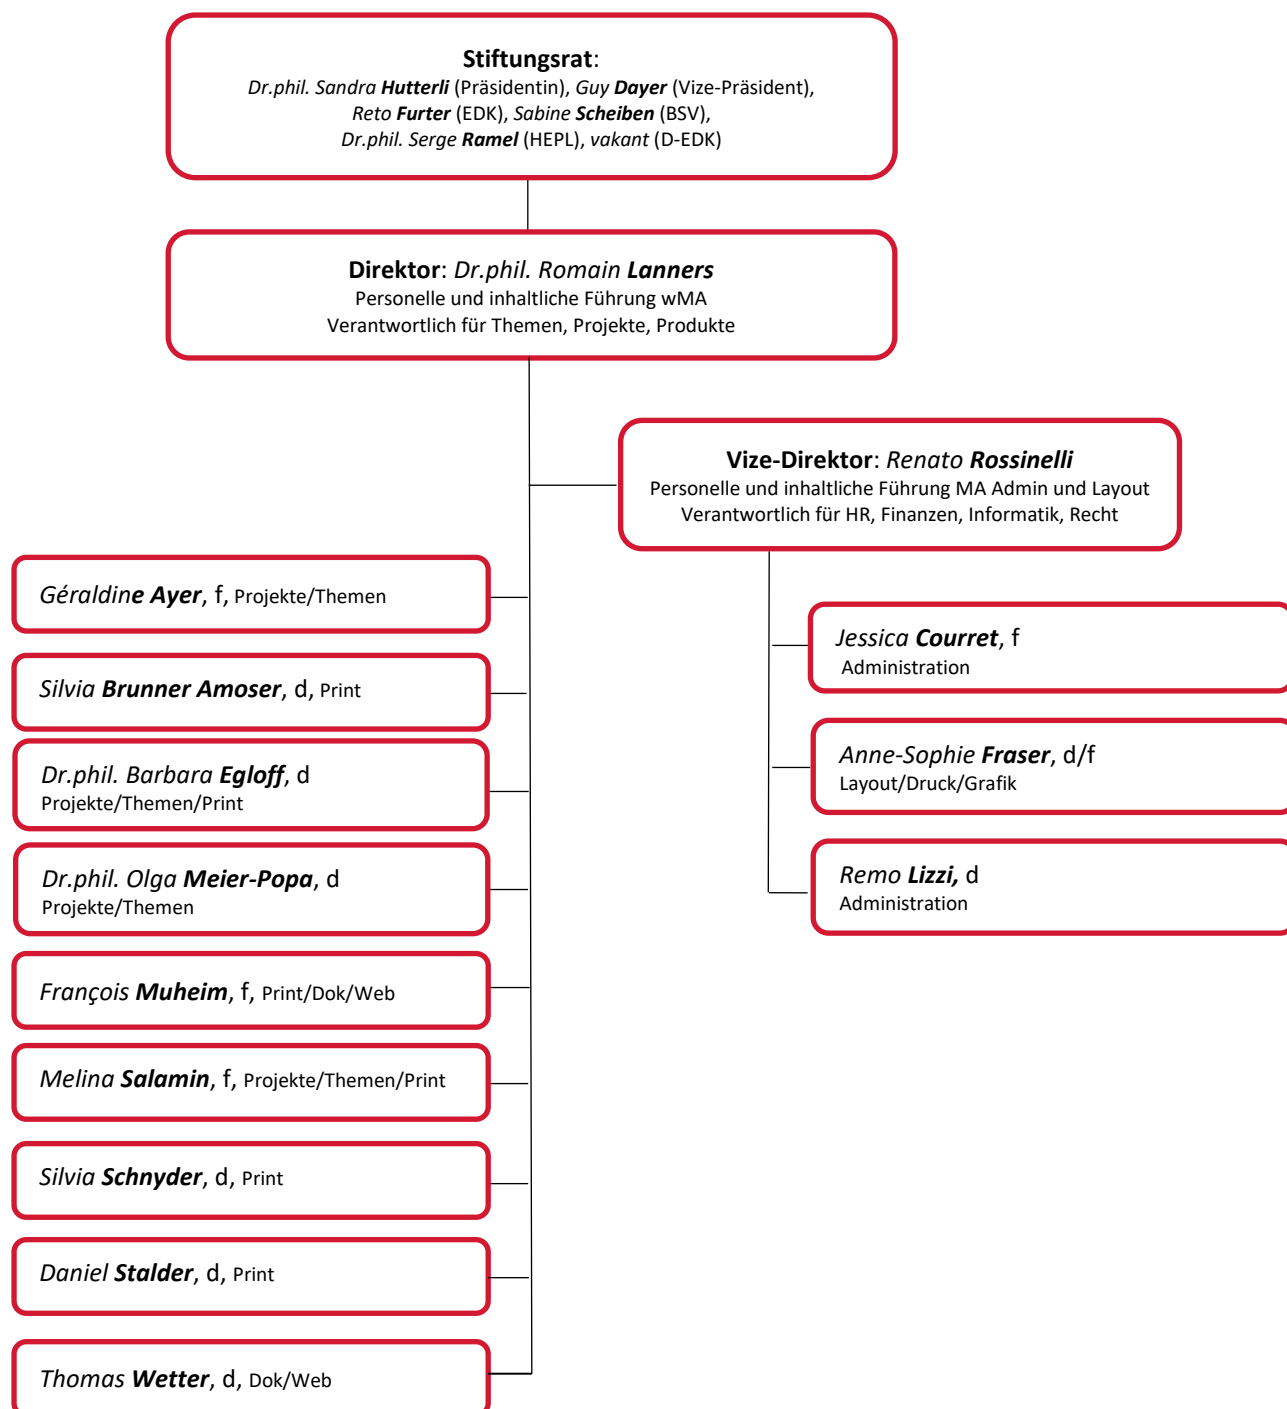 Stiftungsrat:
Dr.phil. Sandra Hutterli (Präsidentin), Guy Dayer (Vize-Präsident),
Reto Furter (EDK), Sabine Scheiben (BSV),
Dr.phil. Serge Ramel (HEPL), vakant (D-EDK)
Direktor: Dr.phil. Romain Lanners
Personelle und inhaltliche Führung wMA
Verantwortlich für Themen, Projekte, Produkte
Vize-Direktor: Renato Rossinelli
Personelle und inhaltliche Führung MA Admin und Layout
Verantwortlich für HR, Finanzen, Informatik, Recht
Géraldine Ayer, f, Projekte/Themen
Silvia Brunner Amoser, d, Print
Dr.phil. Barbara Egloff, d
Projekte/Themen/Print
Dr.phil. Olga Meier-Popa, d
Projekte/Themen
François Muheim, f, Print/Dok/Web
Melina Salamin, f, Projekte/Themen/Print
Silvia Schnyder, d, Print
Daniel Stalder, d, Print
Thomas Wetter, d, Dok/Web
Jessica Courret, f
Administration
Anne-Sophie Fraser, d/f
Layout/Druck/Grafik
Remo Lizzi, d
Administration